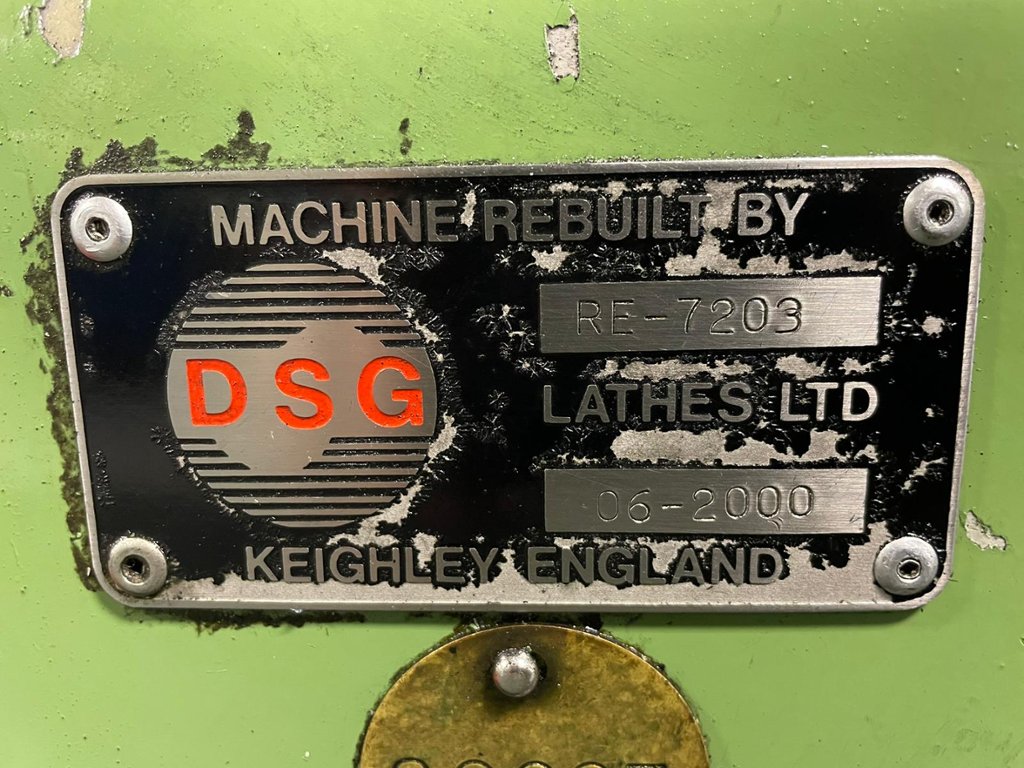 MACHINE REBUILT BY
DSG
RE-7203
LATHES LTD
06-2000
KEIGHLEY ENGLAND